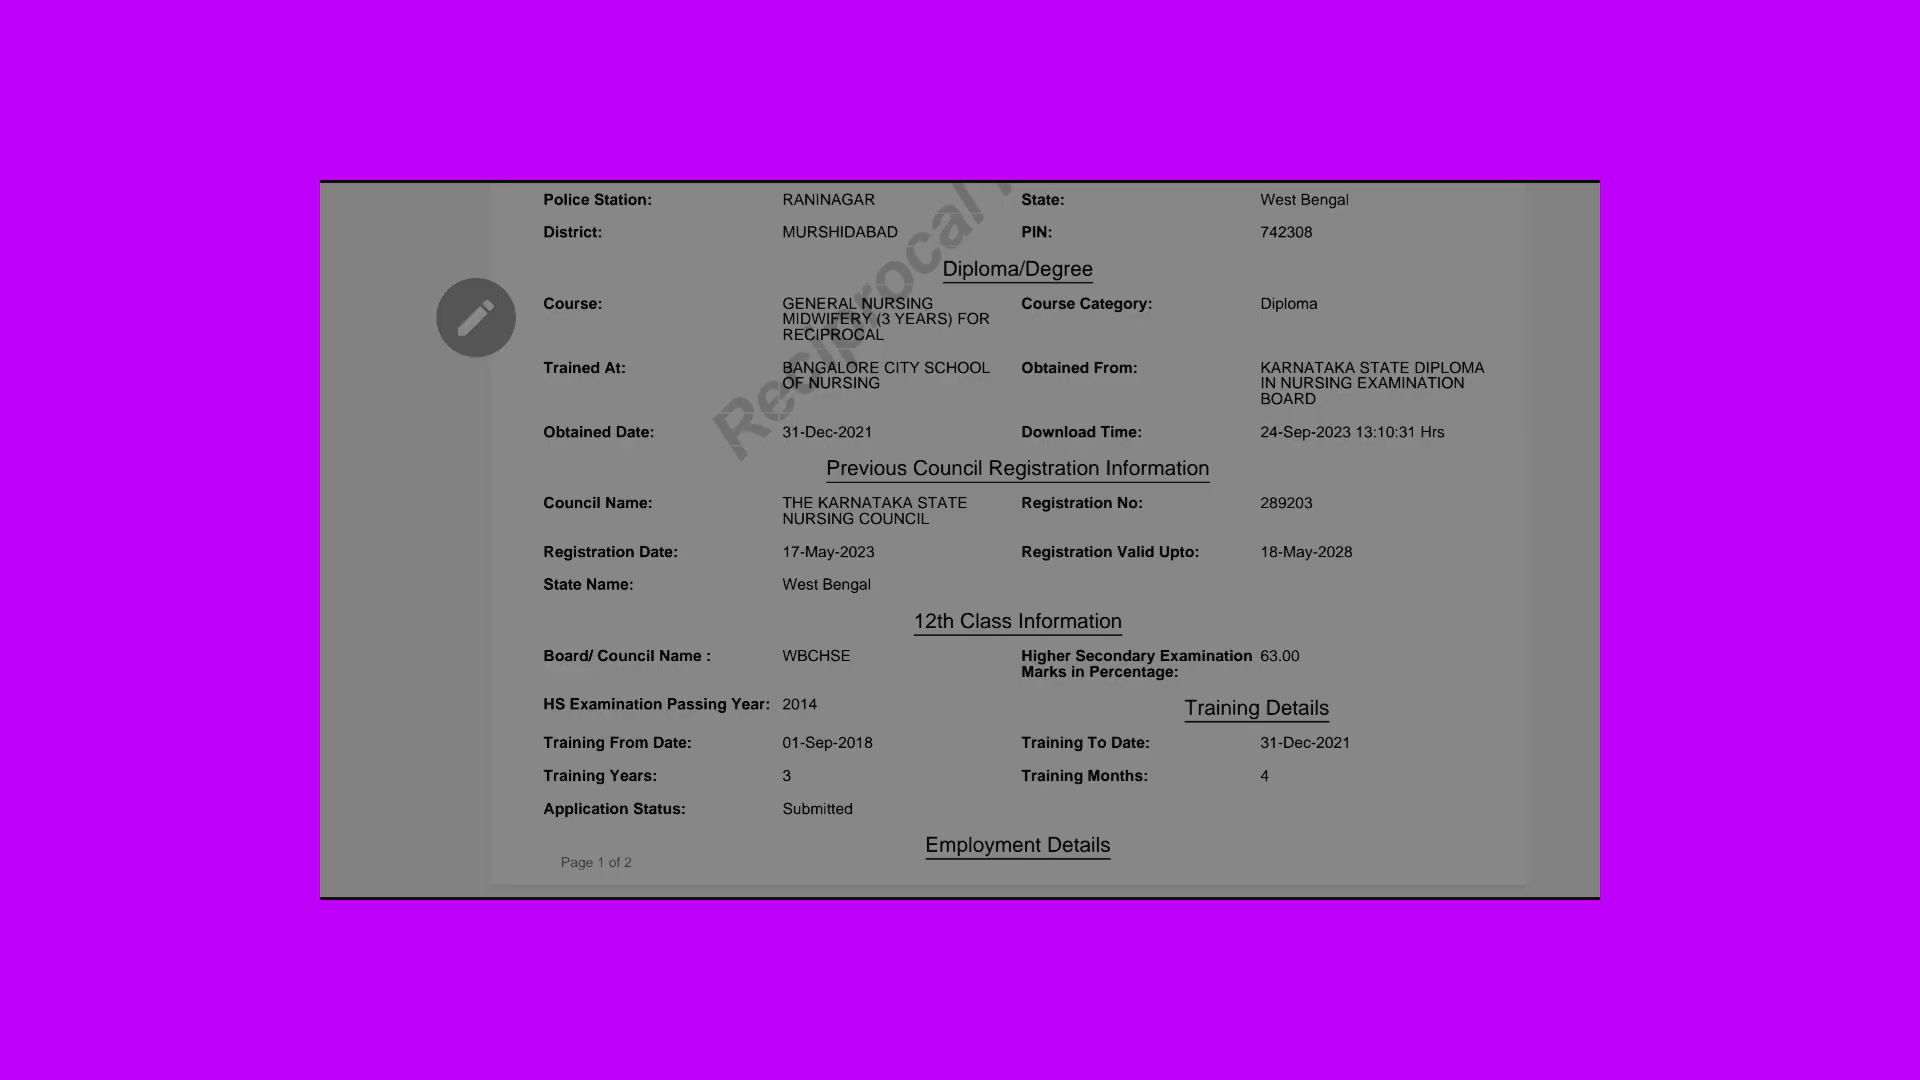 Police Station: RANINAGAR State: West Bengal
District: MURSHIDABAD PIN: 742308
Diploma/Degree
Course: GENERAL NURSING MIDWIFERY (3 YEARS) FOR RECIPROCAL Course Category: Diploma
Trained At: BANGALORE CITY SCHOOL OF NURSING Obtained From: KARNATAKA STATE DIPLOMA IN NURSING EXAMINATION BOARD
Obtained Date: 31-Dec-2021 Download Time: 24-Sep-2023 13:10:31 Hrs
Previous Council Registration Information
Council Name: THE KARNATAKA STATE NURSING COUNCIL Registration No: 289203
Registration Date: 17-May-2023 Registration Valid Upto: 18-May-2028
State Name: West Bengal
12th Class Information
Board/ Council Name : WBCHSE Higher Secondary Examination Marks in Percentage: 63.00
HS Examination Passing Year: 2014
Training Details
Training From Date: 01-Sep-2018 Training To Date: 31-Dec-2021
Training Years: 3 Training Months: 4
Application Status: Submitted
Employment Details
Page 1 of 2
Reciprocal